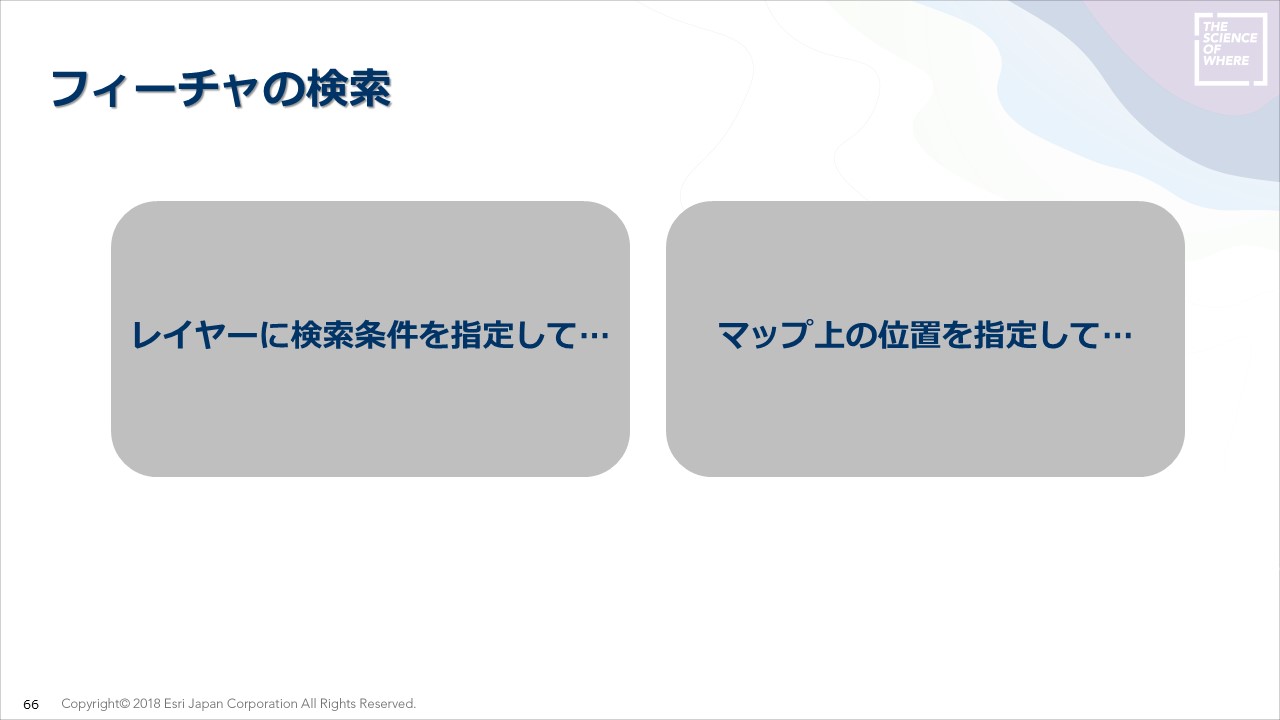 THE
SCIENCE
OF
WHERE
フィーチャの検索
レイヤーに検索条件を指定して…
マップ上の位置を指定して…
66 Copyright© 2018 Esri Japan Corporation All Rights Reserved.